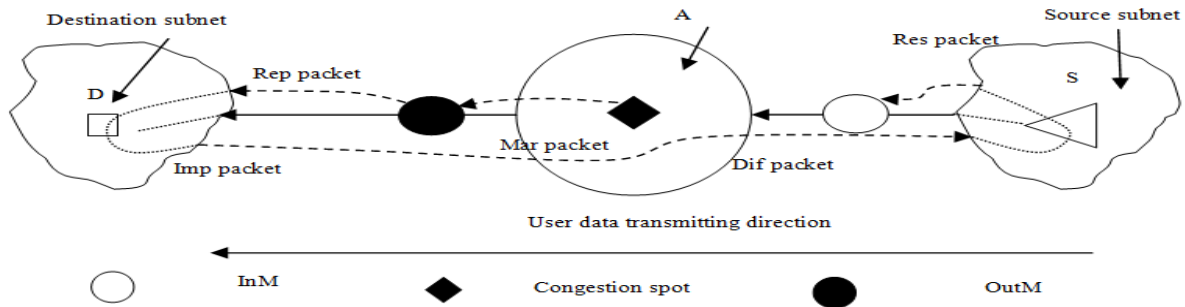 Destination subnet
A
Source subnet
Res packet
Rep packet
S
D
Mar packet
Imp packet
Dif packet
User data transmitting direction
InM
Congestion spot
OutM